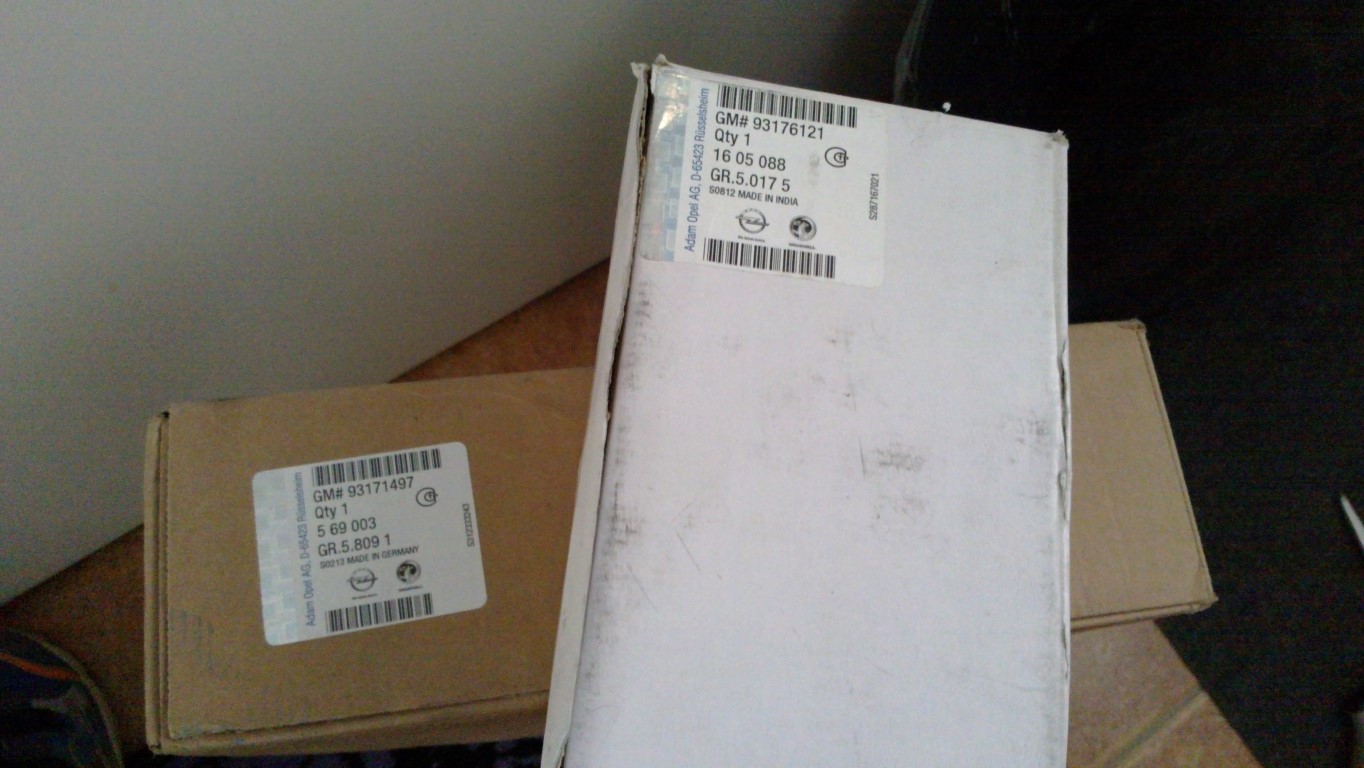 GM# 93176121
Qty 1
16 05 088
GR.5.017 5
S0812 MADE IN INDIA
Adam Opel AG, D-65423 Rüsselsheim
S287167021
GM# 93171497
Qty 1
5 69 003
GR.5.809 1
S0213 MADE IN GERMANY
Adam Opel AG, D-65423 Rüsselsheim
S212323243